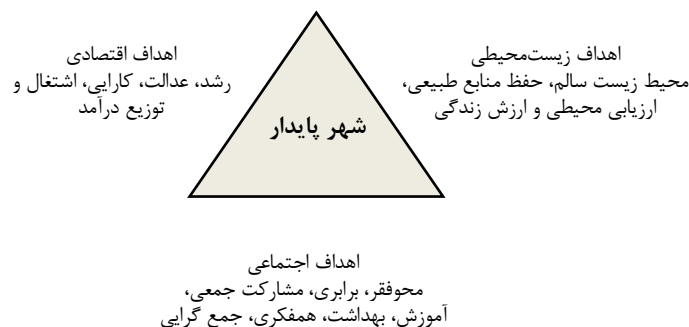 اهداف زیست‌محیطی
محیط زیست سالم، حفظ منابع طبیعی،
ارزیابی محیطی و ارزش زندگی
اهداف اقتصادی
رشد، عدالت، کارایی، اشتغال و
توزیع درآمد
شهر پایدار
اهداف اجتماعی
محوفقر، برابری، مشارکت جمعی،
آموزش، بهداشت، همفکری، جمع گرایی